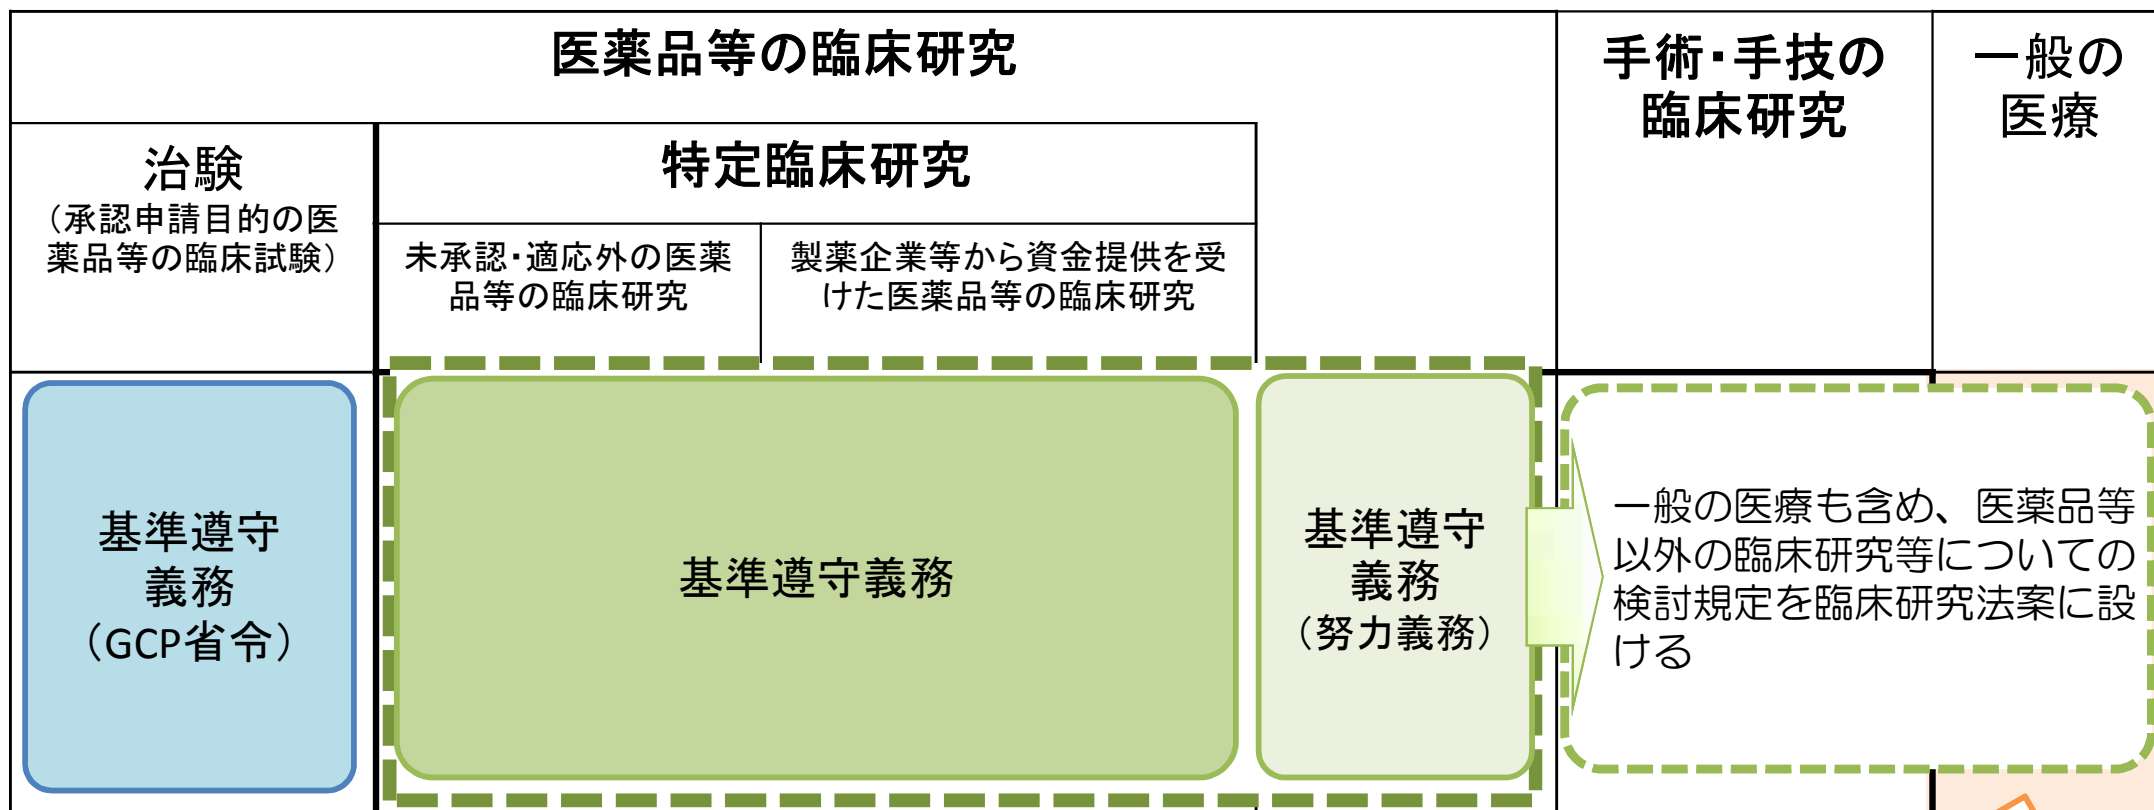 医薬品等の臨床研究
手術・手技の
臨床研究
一般の
医療
治験
（承認申請目的の医
薬品等の臨床試験）
特定臨床研究
未承認・適応外の医薬
品等の臨床研究
製薬企業等から資金提供を受
けた医薬品等の臨床研究
基準遵守
義務
（GCP省令）
基準遵守義務
基準遵守
義務
（努力義務）
一般の医療も含め、医薬品等
以外の臨床研究等についての
検討規定を臨床研究法案に設
ける